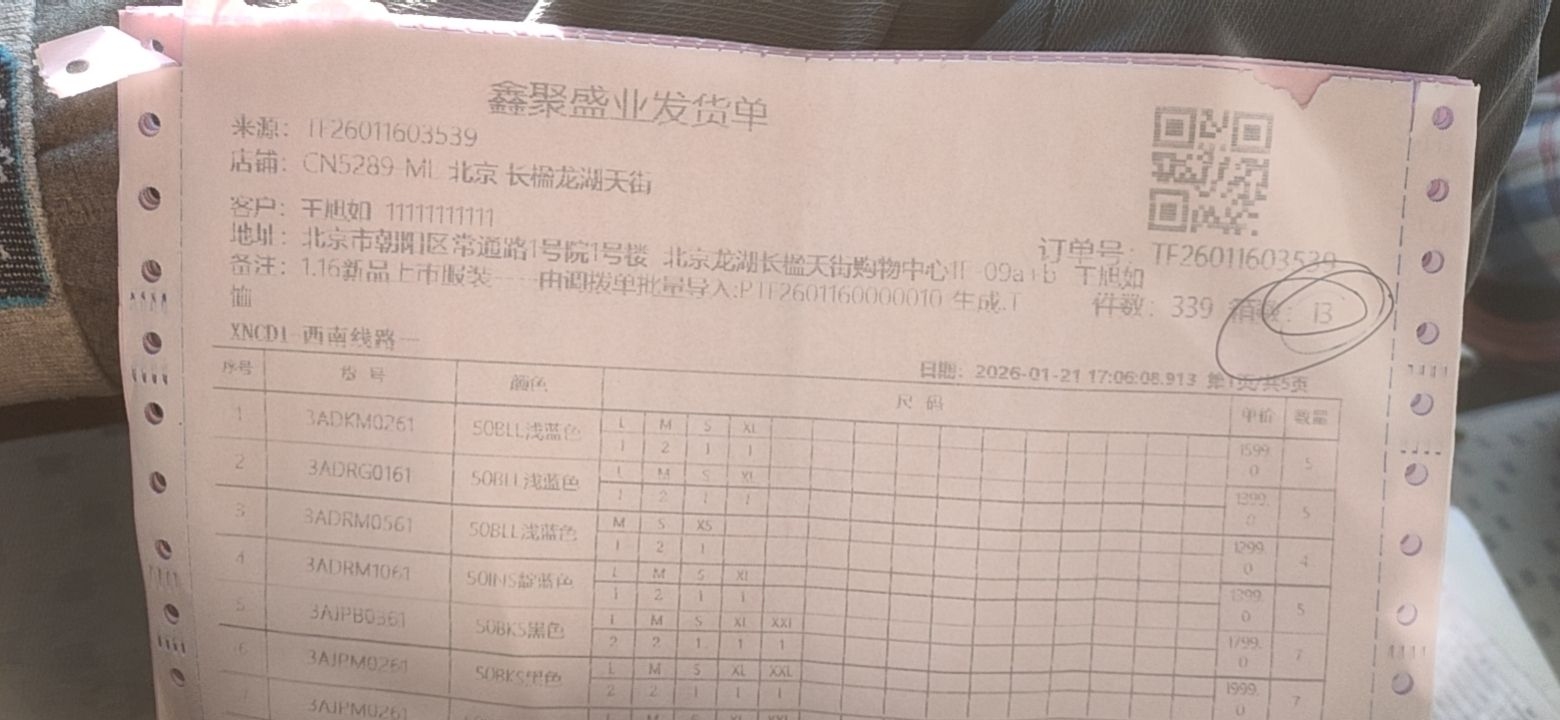 鑫聚盛业发货单
来源: TF26011603539
店铺: CN5289-ML 北京 长楹龙湖天街
客户: 于旭如 11111111111
订单号: TF26011603539
地址: 北京市朝阳区常通路1号院1号楼 北京龙湖长楹天街购物中心1F-09a+b 于旭如
备注: 1.16新品上市服装——由调拨单批量导入:PTF2601160000010 生成.T
件数: 339 箱数: 13
恤
XNCD1-西南线路一
日期: 2026-01-21 17:06:08.913 第1页/共5页
序号 款 号 颜色 尺 码 单价 数量
L M S XL
1 3ADKM0261 50BLL浅蓝色 1599.0 5
1 2 1 1
L M S XL
2 3ADRG0161 50BLL浅蓝色 1399.0 5
1 2 1 1
M S XS
3 3ADRM0561 50BLL浅蓝色 1299.0 4
1 2 1
L M S XL
4 3ADRM1061 50INS靛蓝色 1399.0 5
1 2 1 1
L M S XL XXL
5 3AJPB0361 50BKS黑色 1799.0 7
2 2 1 1 1
L M S XL XXL
6 3AJPM0261 50BKS黑色 1999.0 7
2 2 1 1 1
7 3AJPM0261
L M S XL XXL